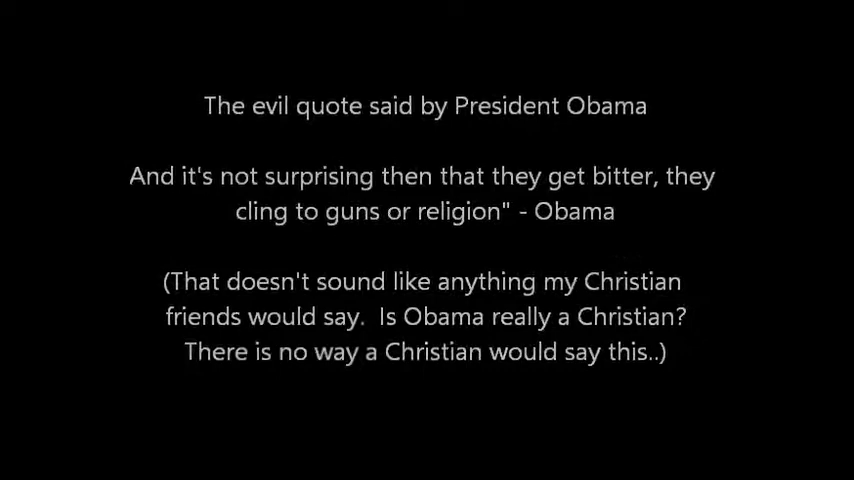 The evil quote said by President Obama
And it's not surprising then that they get bitter, they
cling to guns or religion" - Obama
(That doesn't sound like anything my Christian
friends would say.  Is Obama really a Christian?
There is no way a Christian would say this..)